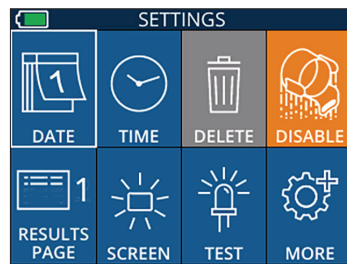 SETTINGS
1
DATE
TIME
DELETE
DISABLE
1
RESULTS
PAGE
SCREEN
TEST
MORE